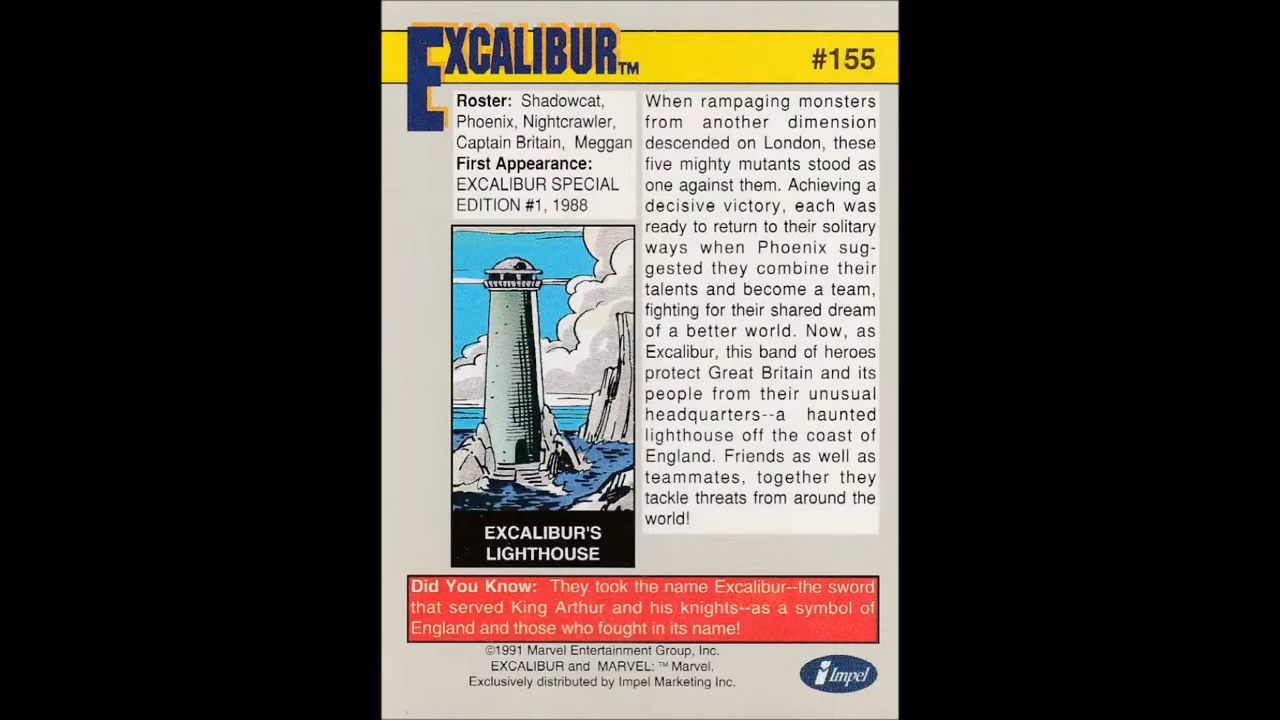 EXCALIBUR™
#155
Roster: Shadowcat,
Phoenix, Nightcrawler,
Captain Britain, Meggan
First Appearance:
EXCALIBUR SPECIAL
EDITION #1, 1988
EXCALIBUR'S
LIGHTHOUSE
When rampaging monsters
from another dimension
descended on London, these
five mighty mutants stood as
one against them. Achieving a
decisive victory, each was
ready to return to their solitary
ways when Phoenix sug-
gested they combine their
talents and become a team,
fighting for their shared dream
of a better world. Now, as
Excalibur, this band of heroes
protect Great Britain and its
people from their unusual
headquarters--a haunted
lighthouse off the coast of
England. Friends as well as
teammates, together they
tackle threats from around the
world!
Did You Know: They took the name Excalibur--the sword
that served King Arthur and his knights--as a symbol of
England and those who fought in its name!
©1991 Marvel Entertainment Group, Inc.
EXCALIBUR and MARVEL: ™ Marvel.
Exclusively distributed by Impel Marketing Inc.
Impel